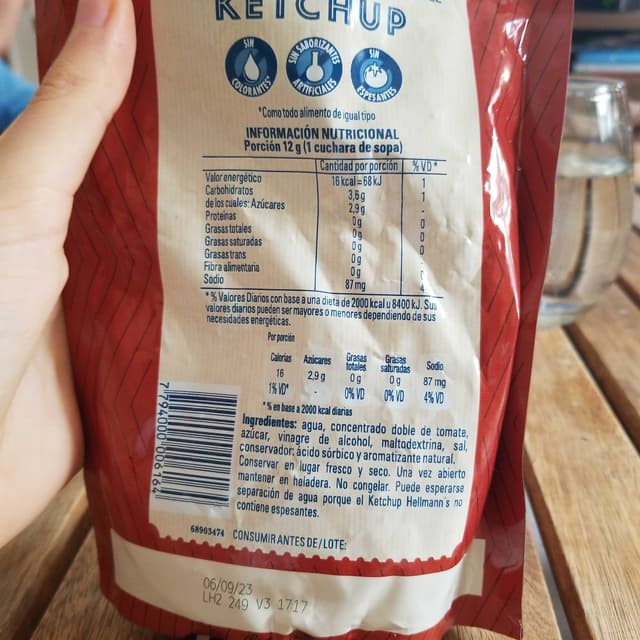 KETCHUP
SIN COLORANTES*
SIN SABORIZANTES ARTIFICIALES
SIN ESPESANTES
*Como todo alimento de igual tipo
INFORMACIÓN NUTRICIONAL
Porción 12 g (1 cuchara de sopa)
Cantidad por porción % VD*
Valor energético 16 kcal = 68 kJ 1
Carbohidratos 3,6 g 1
de los cuales: Azúcares 2,9 g -
Proteínas 0 g 0
Grasas totales 0 g 0
Grasas saturadas 0 g 0
Grasas trans 0 g
Fibra alimentaria 0 g
Sodio 87 mg 4
* % Valores Diarios con base a una dieta de 2000 kcal u 8400 kJ. Sus
valores diarios pueden ser mayores o menores dependiendo de sus
necesidades energéticas.
Por porción
Calorías Azúcares Grasas totales Grasas saturadas Sodio
16 2,9 g 0 g 0 g 87 mg
1% VD* - 0% VD 0% VD 4% VD
*% en base a 2000 kcal diarias
Ingredientes: agua, concentrado doble de tomate,
azúcar, vinagre de alcohol, maltodextrina, sal,
conservador: ácido sórbico y aromatizante natural.
Conservar en lugar fresco y seco. Una vez abierto
mantener en heladera. No congelar. Puede esperarse
separación de agua porque el Ketchup Hellmann's no
contiene espesantes.
7 794000 006164
68903474 CONSUMIR ANTES DE/LOTE:
06/09/23
LH2 249 V3 1717